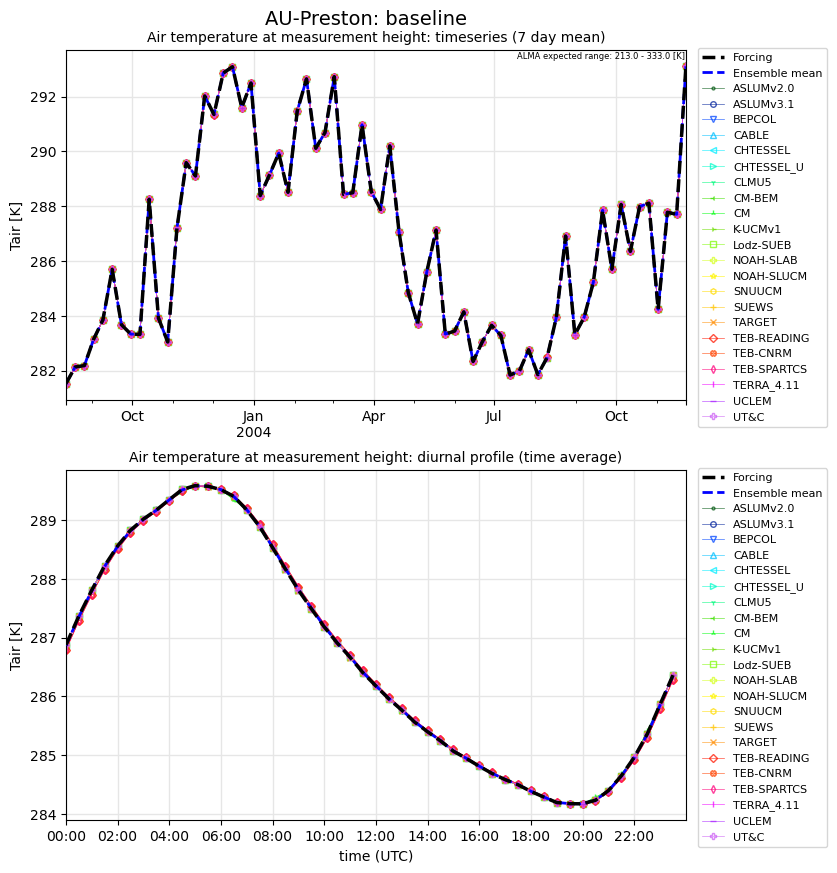 AU-Preston: baseline
Air temperature at measurement height: timeseries (7 day mean)
ALMA expected range: 213.0 - 333.0 [K]
292
290
288
286
284
282
Tair [K]
Oct
Jan
2004
Apr
Jul
Oct
Forcing
Ensemble mean
ASLUMv2.0
ASLUMv3.1
BEPCOL
CABLE
CHTESSEL
CHTESSEL_U
CLMU5
CM-BEM
CM
K-UCMv1
Lodz-SUEB
NOAH-SLAB
NOAH-SLUCM
SNUUCM
SUEWS
TARGET
TEB-READING
TEB-CNRM
TEB-SPARTCS
TERRA_4.11
UCLEM
UT&C
Air temperature at measurement height: diurnal profile (time average)
289
288
287
286
285
284
Tair [K]
00:00
02:00
04:00
06:00
08:00
10:00
12:00
14:00
16:00
18:00
20:00
22:00
time (UTC)
Forcing
Ensemble mean
ASLUMv2.0
ASLUMv3.1
BEPCOL
CABLE
CHTESSEL
CHTESSEL_U
CLMU5
CM-BEM
CM
K-UCMv1
Lodz-SUEB
NOAH-SLAB
NOAH-SLUCM
SNUUCM
SUEWS
TARGET
TEB-READING
TEB-CNRM
TEB-SPARTCS
TERRA_4.11
UCLEM
UT&C